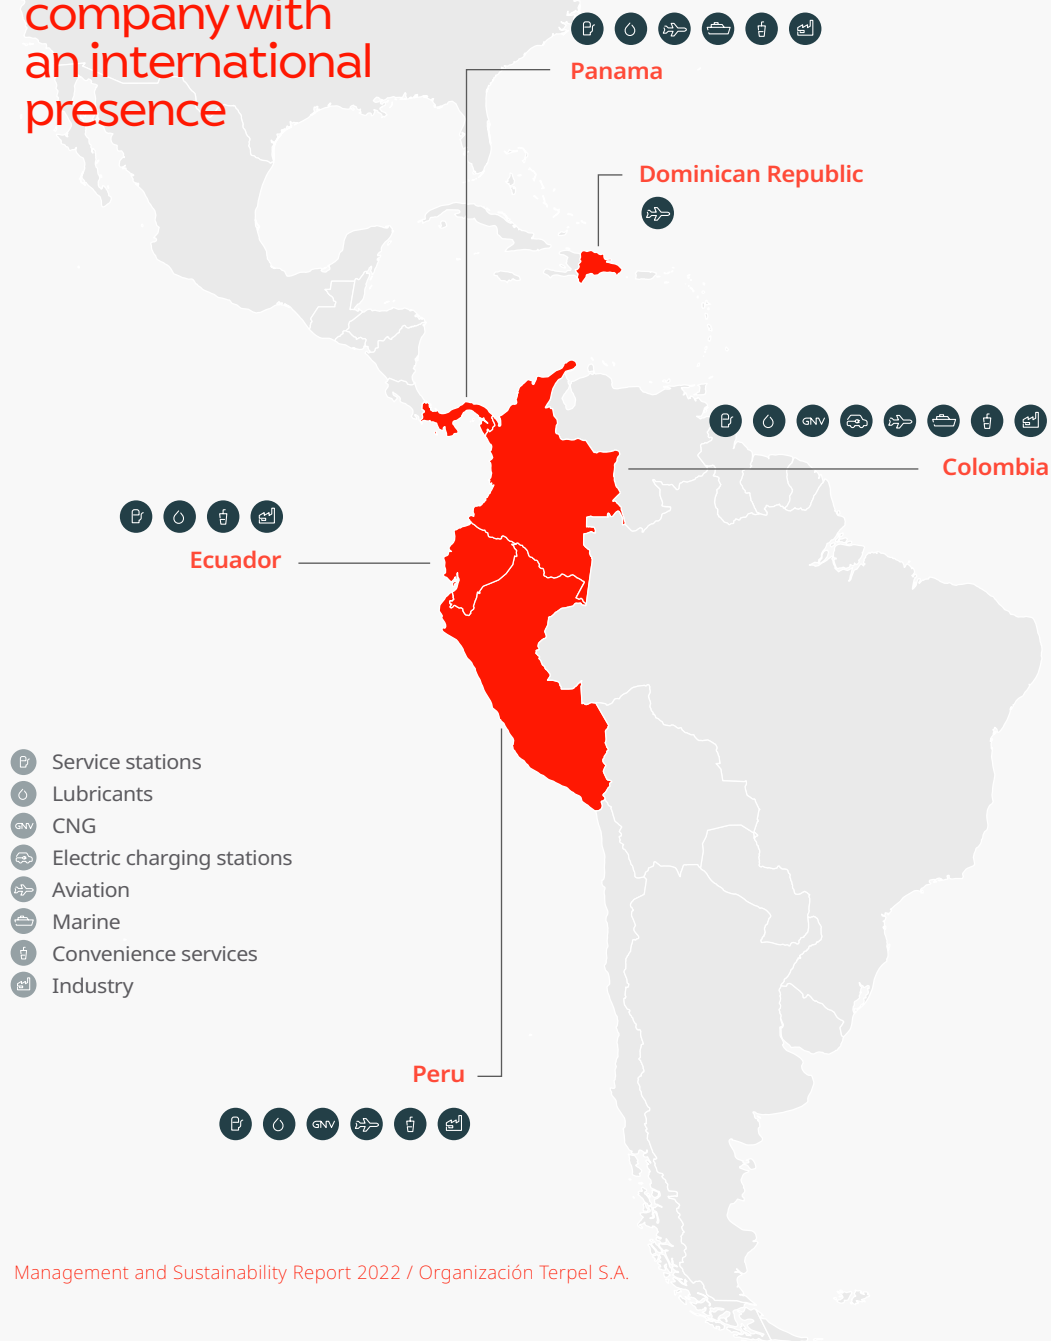 company with
an international
presence
Panama
Dominican Republic
GNV
Colombia
Ecuador
Service stations
Lubricants
GNV CNG
Electric charging stations
Aviation
Marine
Convenience services
Industry
Peru
GNV
Management and Sustainability Report 2022 / Organización Terpel S.A.